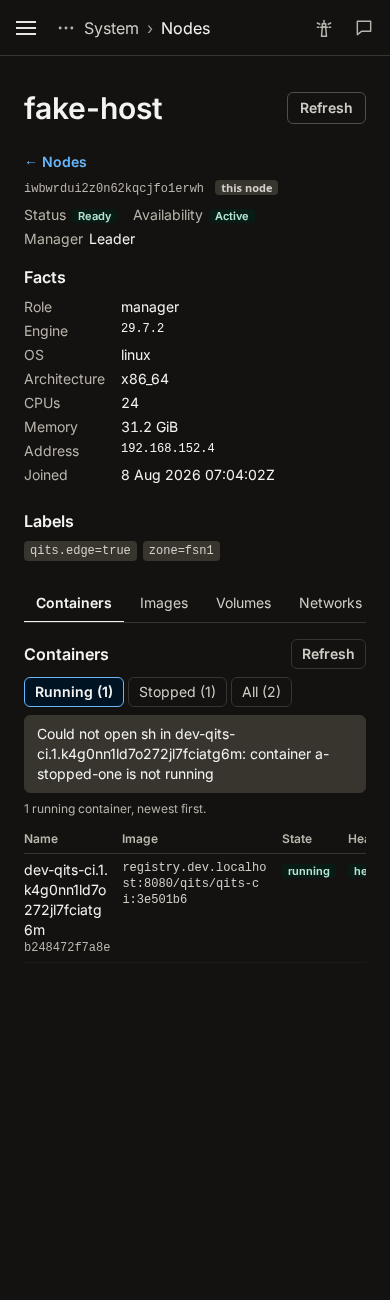 System › Nodes
fake-host
Refresh
← Nodes
iwbwrdui2z0n62kqcjfo1erwh this node
Status Ready Availability Active
Manager Leader
Facts
Role manager
Engine 29.7.2
OS linux
Architecture x86_64
CPUs 24
Memory 31.2 GiB
Address 192.168.152.4
Joined 8 Aug 2026 07:04:02Z
Labels
qits.edge=true zone=fsn1
Containers Images Volumes Networks
Containers Refresh
Running (1) Stopped (1) All (2)
Could not open sh in dev-qits-
ci.1.k4g0nn1ld7o272jl7fciatg6m: container a-
stopped-one is not running
1 running container, newest first.
Name Image State Hea
dev-qits-ci.1.
k4g0nn1ld7o
272jl7fciatg
6m
b248472f7a8e
registry.dev.localho
st:8080/qits/qits-c
i:3e501b6
running he